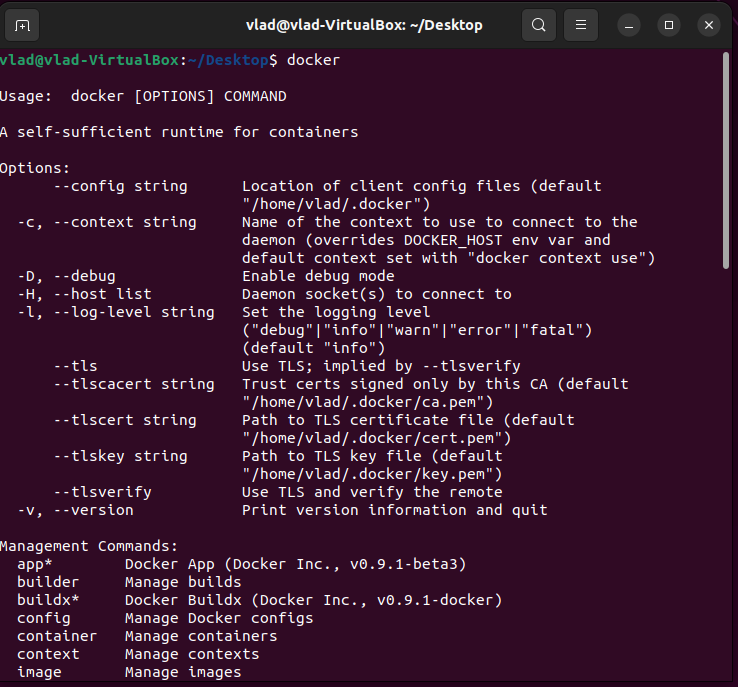 vlad@vlad-VirtualBox: ~/Desktop
vlad@vlad-VirtualBox:~/Desktop$ docker
Usage:  docker [OPTIONS] COMMAND
A self-sufficient runtime for containers
Options:
      --config string      Location of client config files (default
                           "/home/vlad/.docker")
  -c, --context string     Name of the context to use to connect to the
                           daemon (overrides DOCKER_HOST env var and
                           default context set with "docker context use")
  -D, --debug              Enable debug mode
  -H, --host list          Daemon socket(s) to connect to
  -l, --log-level string   Set the logging level
                           ("debug"|"info"|"warn"|"error"|"fatal")
                           (default "info")
      --tls                Use TLS; implied by --tlsverify
      --tlscacert string   Trust certs signed only by this CA (default
                           "/home/vlad/.docker/ca.pem")
      --tlscert string     Path to TLS certificate file (default
                           "/home/vlad/.docker/cert.pem")
      --tlskey string      Path to TLS key file (default
                           "/home/vlad/.docker/key.pem")
      --tlsverify          Use TLS and verify the remote
  -v, --version            Print version information and quit
Management Commands:
  app*        Docker App (Docker Inc., v0.9.1-beta3)
  builder     Manage builds
  buildx*     Docker Buildx (Docker Inc., v0.9.1-docker)
  config      Manage Docker configs
  container   Manage containers
  context     Manage contexts
  image       Manage images